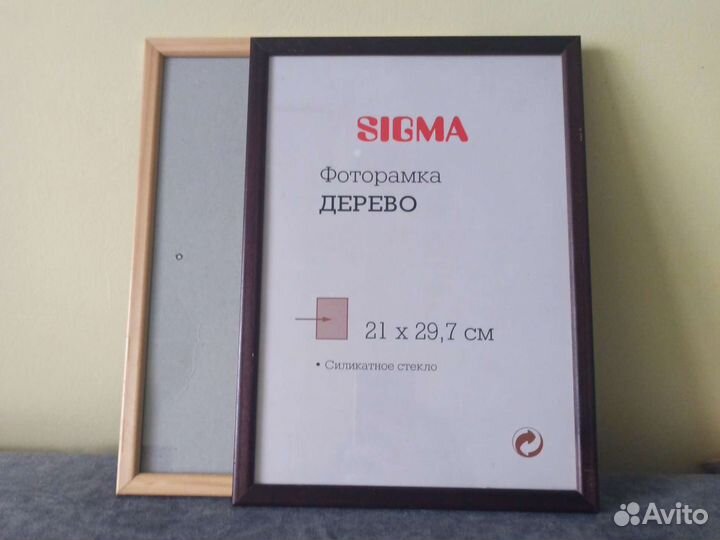 SIGMA
Фоторамка
ДЕРЕВО
21 x 29,7 см
• Силикатное стекло
Avito